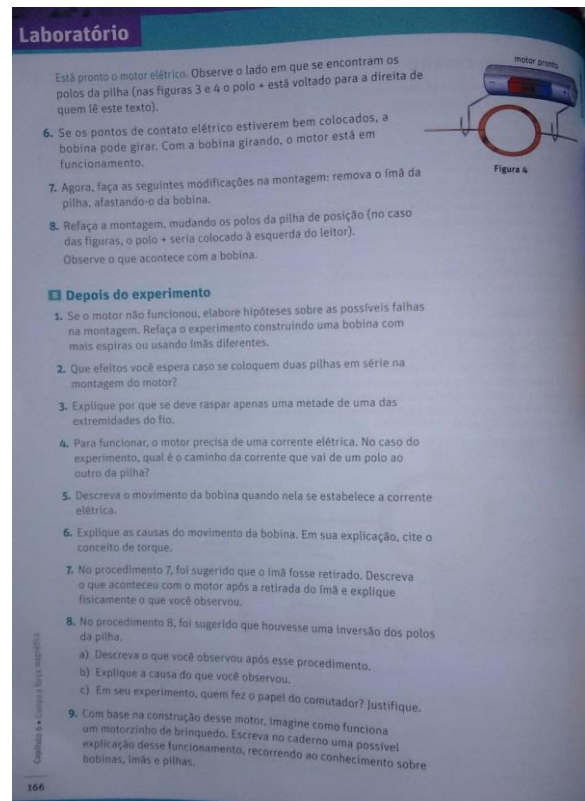 Laboratório
Está pronto o motor elétrico. Observe o lado em que se encontram os
polos da pilha (nas figuras 3 e 4 o polo + está voltado para a direita de
quem lê este texto).
6. Se os pontos de contato elétrico estiverem bem colocados, a
bobina pode girar. Com a bobina girando, o motor está em
funcionamento.
7. Agora, faça as seguintes modificações na montagem: remova o ímã da
pilha, afastando-o da bobina.
8. Refaça a montagem, mudando os polos da pilha de posição (no caso
das figuras, o polo + seria colocado à esquerda do leitor).
Observe o que acontece com a bobina.
motor pronto
Figura 4
Depois do experimento
1. Se o motor não funcionou, elabore hipóteses sobre as possíveis falhas
na montagem. Refaça o experimento construindo uma bobina com
mais espiras ou usando ímãs diferentes.
2. Que efeitos você espera caso se coloquem duas pilhas em série na
montagem do motor?
3. Explique por que se deve raspar apenas uma metade de uma das
extremidades do fio.
4. Para funcionar, o motor precisa de uma corrente elétrica. No caso do
experimento, qual é o caminho da corrente que vai de um polo ao
outro da pilha?
5. Descreva o movimento da bobina quando nela se estabelece a corrente
elétrica.
6. Explique as causas do movimento da bobina. Em sua explicação, cite o
conceito de torque.
7. No procedimento 7, foi sugerido que o ímã fosse retirado. Descreva
o que aconteceu com o motor após a retirada do ímã e explique
fisicamente o que você observou.
8. No procedimento 8, foi sugerido que houvesse uma inversão dos polos
da pilha.
a) Descreva o que você observou após esse procedimento.
b) Explique a causa do que você observou.
c) Em seu experimento, quem fez o papel do comutador? Justifique.
9. Com base na construção desse motor, imagine como funciona
um motorzinho de brinquedo. Escreva no caderno uma possível
explicação desse funcionamento, recorrendo ao conhecimento sobre
bobinas, ímãs e pilhas.
Capítulo 6 • Campo e força magnética
166